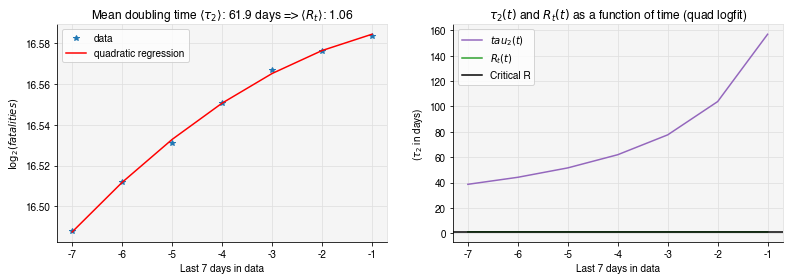 Mean doubling time ⟨τ₂⟩: 61.9 days => ⟨Rₜ⟩: 1.06
data
quadratic regression
log₂(fatalities)
16.58
16.56
16.54
16.52
16.50
-7 -6 -5 -4 -3 -2 -1
Last 7 days in data
τ₂(t) and Rₜ(t) as a function of time (quad logfit)
tau₂(t)
Rₜ(t)
Critical R
(τ₂ in days)
160
140
120
100
80
60
40
20
0
-7 -6 -5 -4 -3 -2 -1
Last 7 days in data